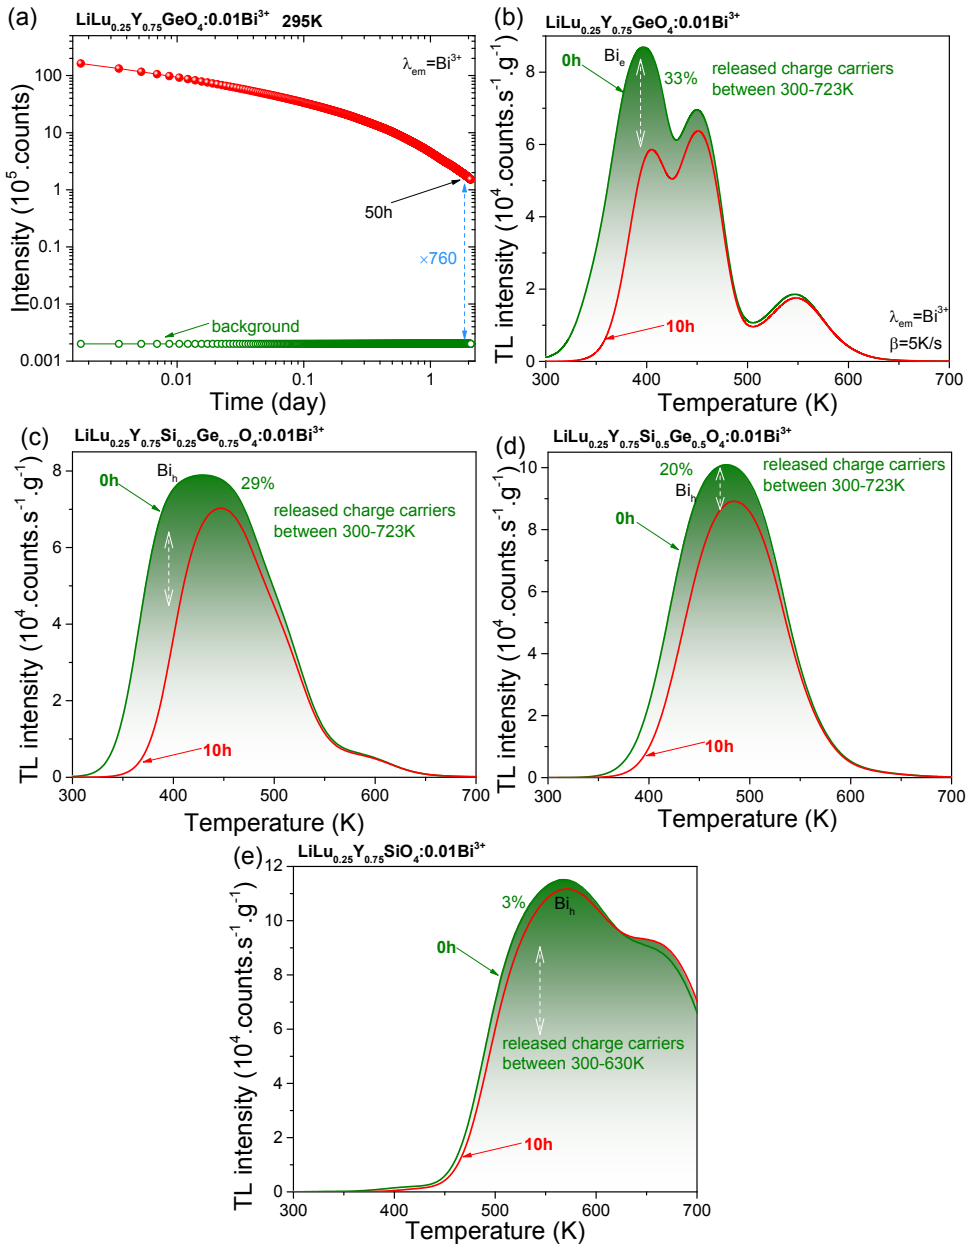 (a)
LiLu0.25Y0.75GeO4:0.01Bi3+ 295K
λem=Bi3+
100
10
1
0.1
0.01
0.001
Intensity (10^5.counts)
50h
×760
background
0.01
0.1
1
Time (day)
(b)
LiLu0.25Y0.75GeO4:0.01Bi3+
0h
Bie
33%
released charge carriers
between 300-723K
8
6
4
2
0
TL intensity (10^4.counts.s-1.g-1)
10h
λem=Bi3+
β=5K/s
300
400
500
600
700
Temperature (K)
(c)
LiLu0.25Y0.75Si0.25Ge0.75O4:0.01Bi3+
8
6
4
2
0
TL intensity (10^4.counts.s-1.g-1)
0h
Bih
29%
released charge carriers
between 300-723K
10h
300
400
500
600
700
Temperature (K)
(d)
LiLu0.25Y0.75Si0.5Ge0.5O4:0.01Bi3+
10
8
6
4
2
0
TL intensity (10^4.counts.s-1.g-1)
20%
released charge carriers
between 300-723K
Bih
0h
10h
300
400
500
600
700
Temperature (K)
(e)
LiLu0.25Y0.75SiO4:0.01Bi3+
12
10
8
6
4
2
0
TL intensity (10^4.counts.s-1.g-1)
3%
Bih
0h
released charge carriers
between 300-630K
10h
300
400
500
600
700
Temperature (K)